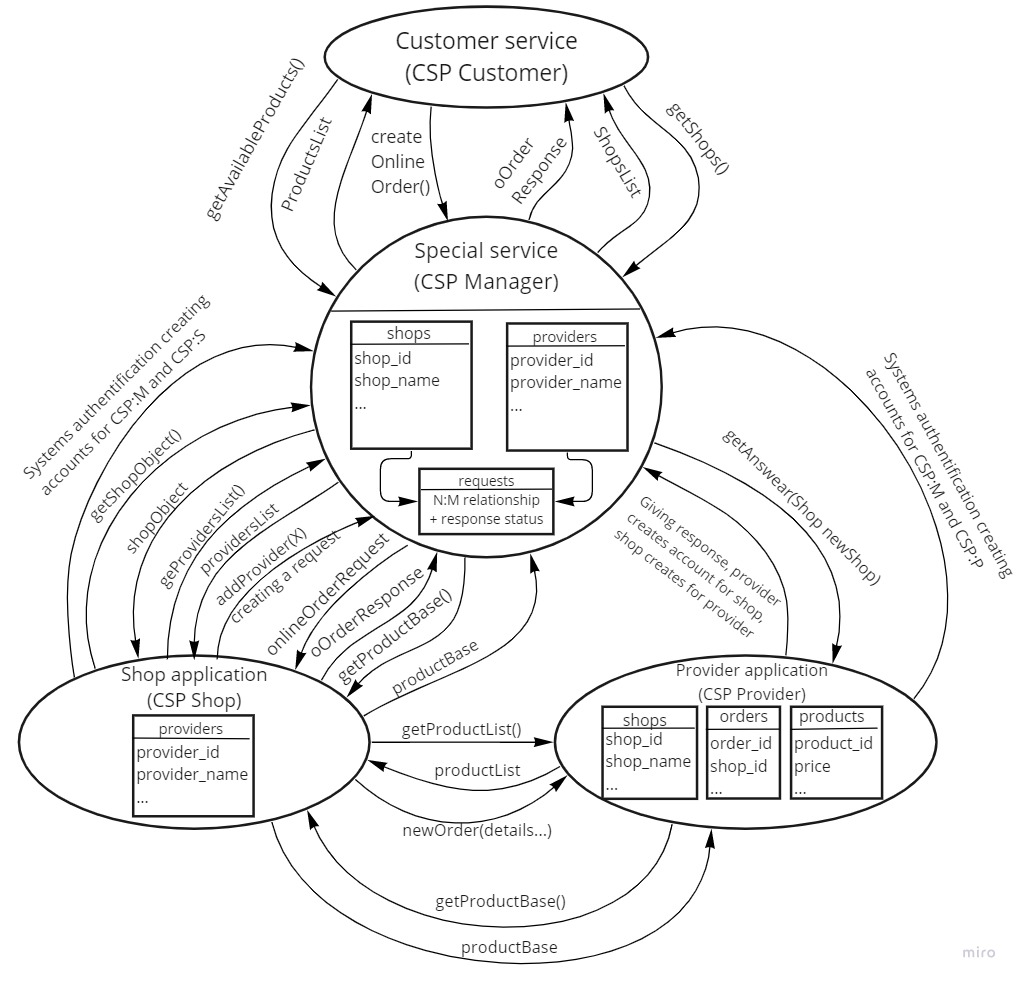 Customer service
(CSP Customer)
getAvailableProducts()
ProductsList
create
Online
Order()
oOrder
Response
ShopsList
getShops()
Special service
(CSP Manager)
shops
shop_id
shop_name
...
providers
provider_id
provider_name
...
requests
N:M relationship
+ response status
Systems authentification creating
accounts for CSP:M and CSP:S
getShopObject()
shopObject
geProvidersList()
providersList
addProvider(X)
creating a request
onlineOrderRequest
oOrderResponse
getProductBase()
productBase
Systems authentification creating
accounts for CSP:M and CSP:P
getAnswear(Shop newShop)
Giving response, provider
creates account for shop,
shop creates for provider
Shop application
(CSP Shop)
providers
provider_id
provider_name
...
Provider application
(CSP Provider)
shops
shop_id
shop_name
...
orders
order_id
shop_id
...
products
product_id
price
...
getProductList()
productList
newOrder(details...)
getProductBase()
productBase
miro